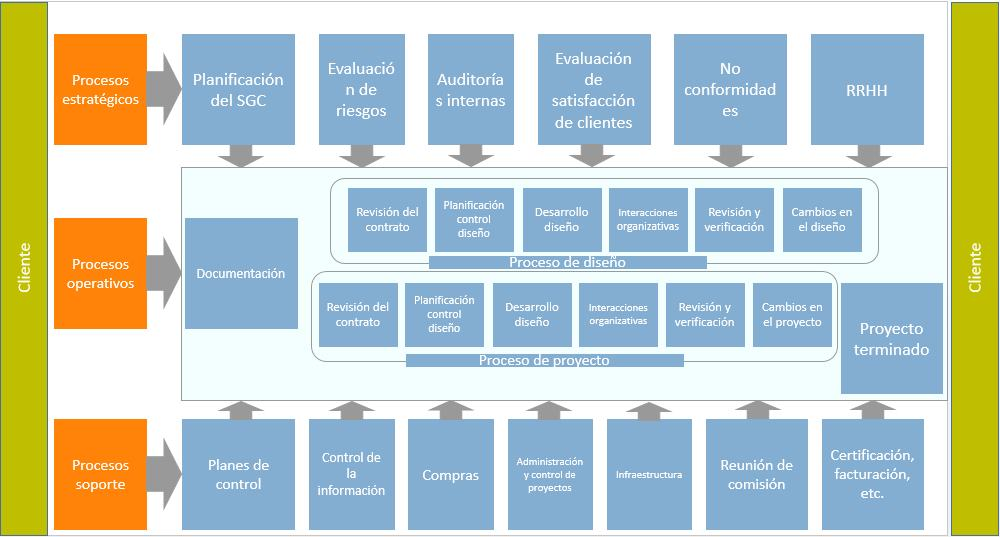 Cliente
Procesos
estratégicos
Planificación
del SGC
Evaluació
n de
riesgos
Auditoría
s internas
Evaluación
de
satisfacción
de clientes
No
conformidad
es
RRHH
Procesos
operativos
Documentación
Revisión del
contrato
Planificación
control
diseño
Desarrollo
diseño
Interacciones
organizativas
Revisión y
verificación
Cambios en
el diseño
Proceso de diseño
Revisión del
contrato
Planificación
control
diseño
Desarrollo
diseño
Interacciones
organizativas
Revisión y
verificación
Cambios en
el proyecto
Proceso de proyecto
Proyecto
terminado
Procesos
soporte
Planes de
control
Control de
la
información
Compras
Administración
y control de
proyectos
Infraestructura
Reunión de
comisión
Certificación,
facturación,
etc.
Cliente